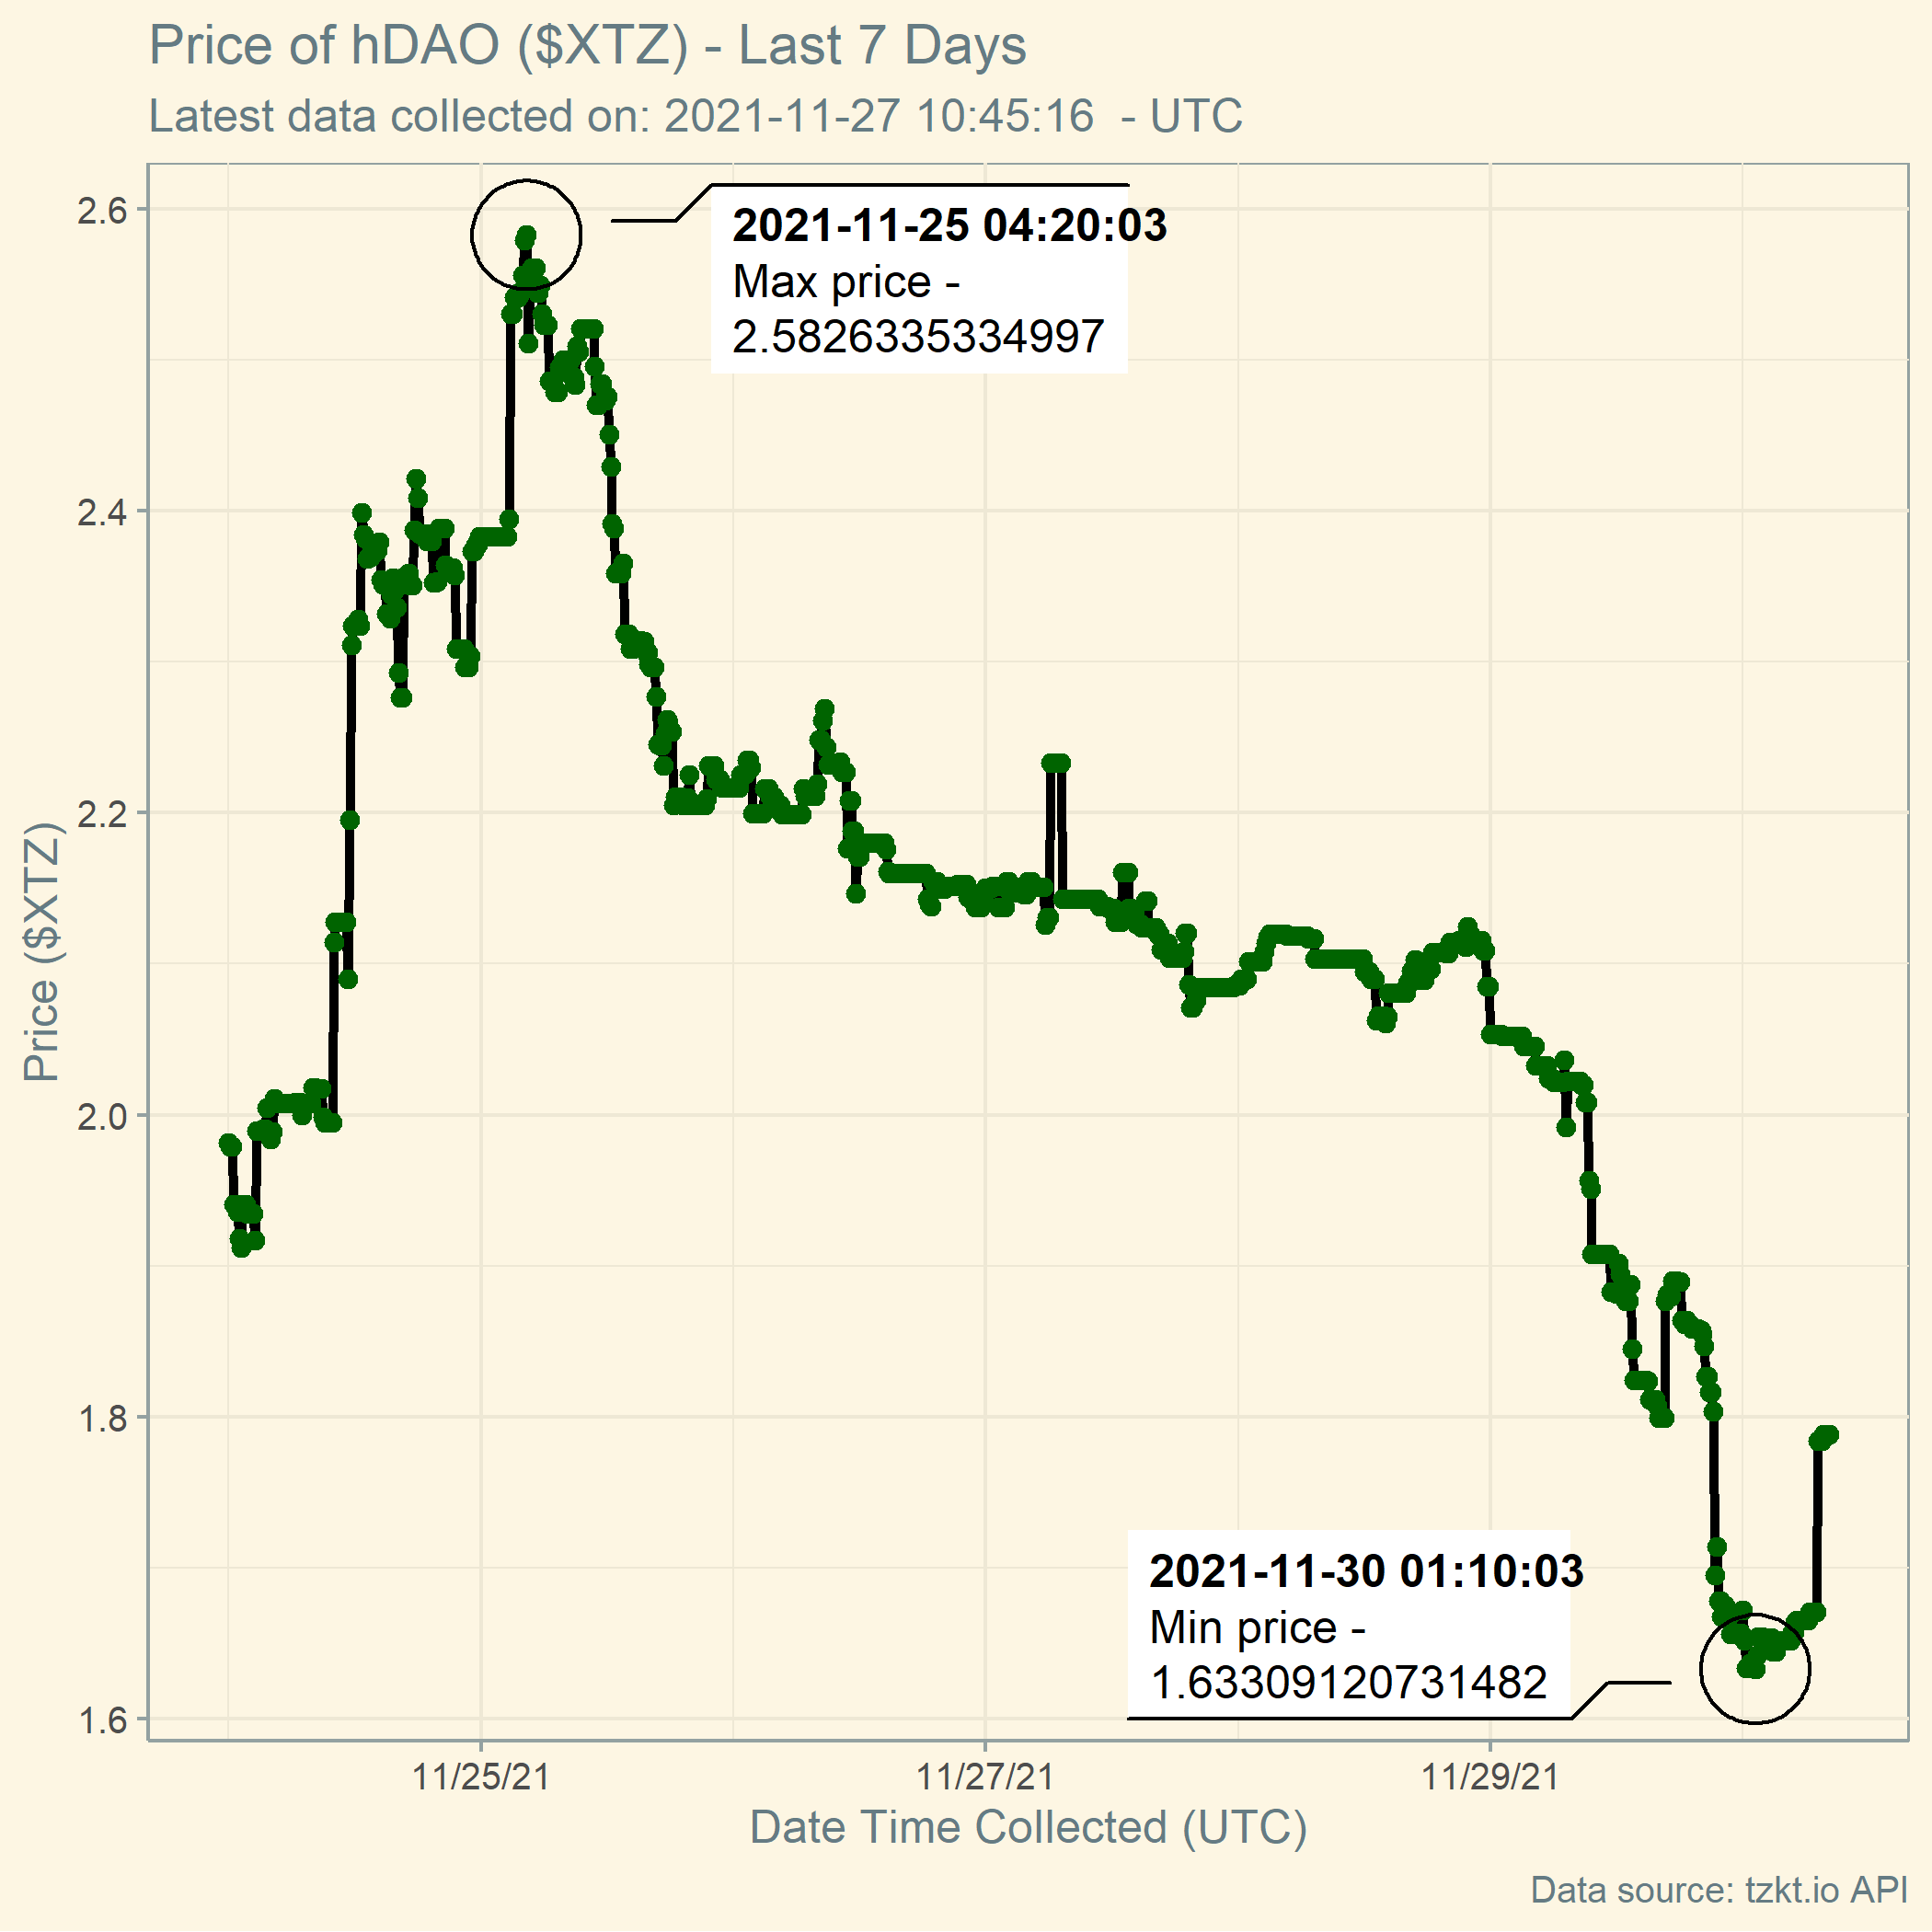 Price of hDAO ($XTZ) - Last 7 Days
Latest data collected on: 2021-11-27 10:45:16  - UTC
2.6
2.4
2.2
2.0
1.8
1.6
Price ($XTZ)
2021-11-25 04:20:03
Max price -
2.5826335334997
2021-11-30 01:10:03
Min price -
1.63309120731482
11/25/21
11/27/21
11/29/21
Date Time Collected (UTC)
Data source: tzkt.io API